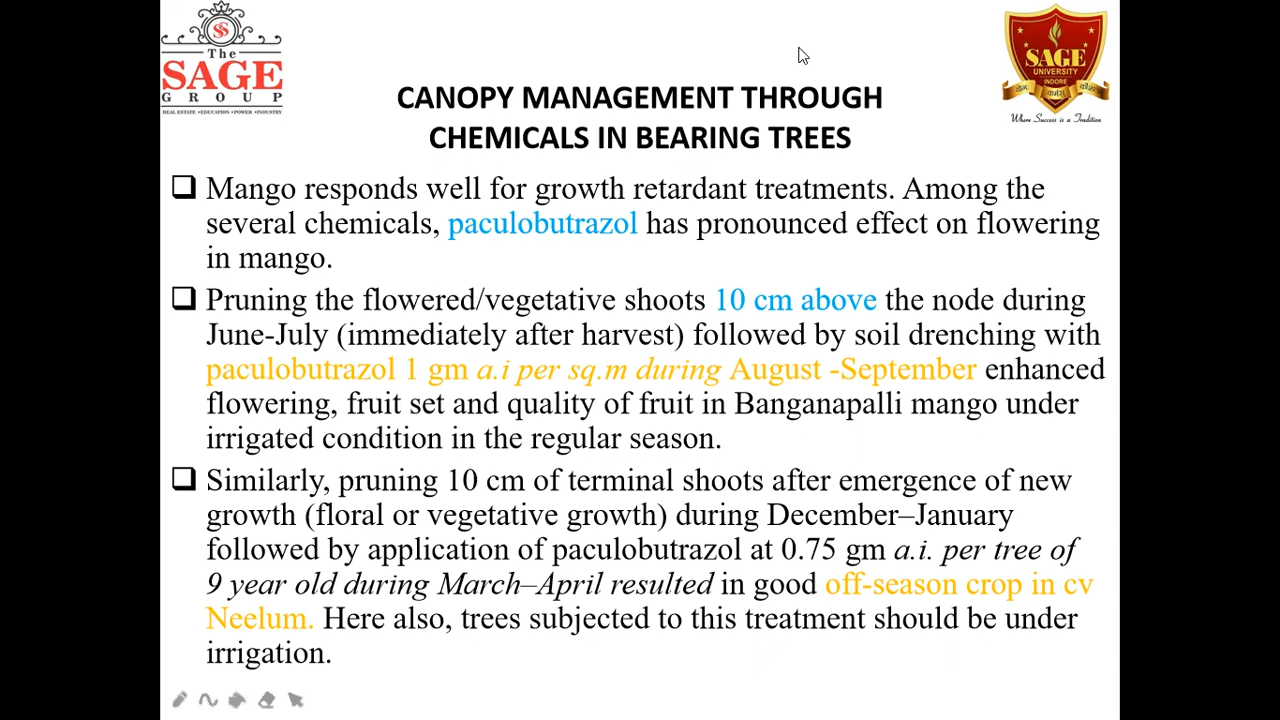 The
SAGE
GROUP
REAL ESTATE • EDUCATION • POWER • INDUSTRY
SAGE
UNIVERSITY
INDORE
Where Success is a Tradition
CANOPY MANAGEMENT THROUGH
CHEMICALS IN BEARING TREES
Mango responds well for growth retardant treatments. Among the
several chemicals, paculobutrazol has pronounced effect on flowering
in mango.
Pruning the flowered/vegetative shoots 10 cm above the node during
June-July (immediately after harvest) followed by soil drenching with
paculobutrazol 1 gm a.i per sq.m during August -September enhanced
flowering, fruit set and quality of fruit in Banganapalli mango under
irrigated condition in the regular season.
Similarly, pruning 10 cm of terminal shoots after emergence of new
growth (floral or vegetative growth) during December–January
followed by application of paculobutrazol at 0.75 gm a.i. per tree of
9 year old during March–April resulted in good off-season crop in cv
Neelum. Here also, trees subjected to this treatment should be under
irrigation.